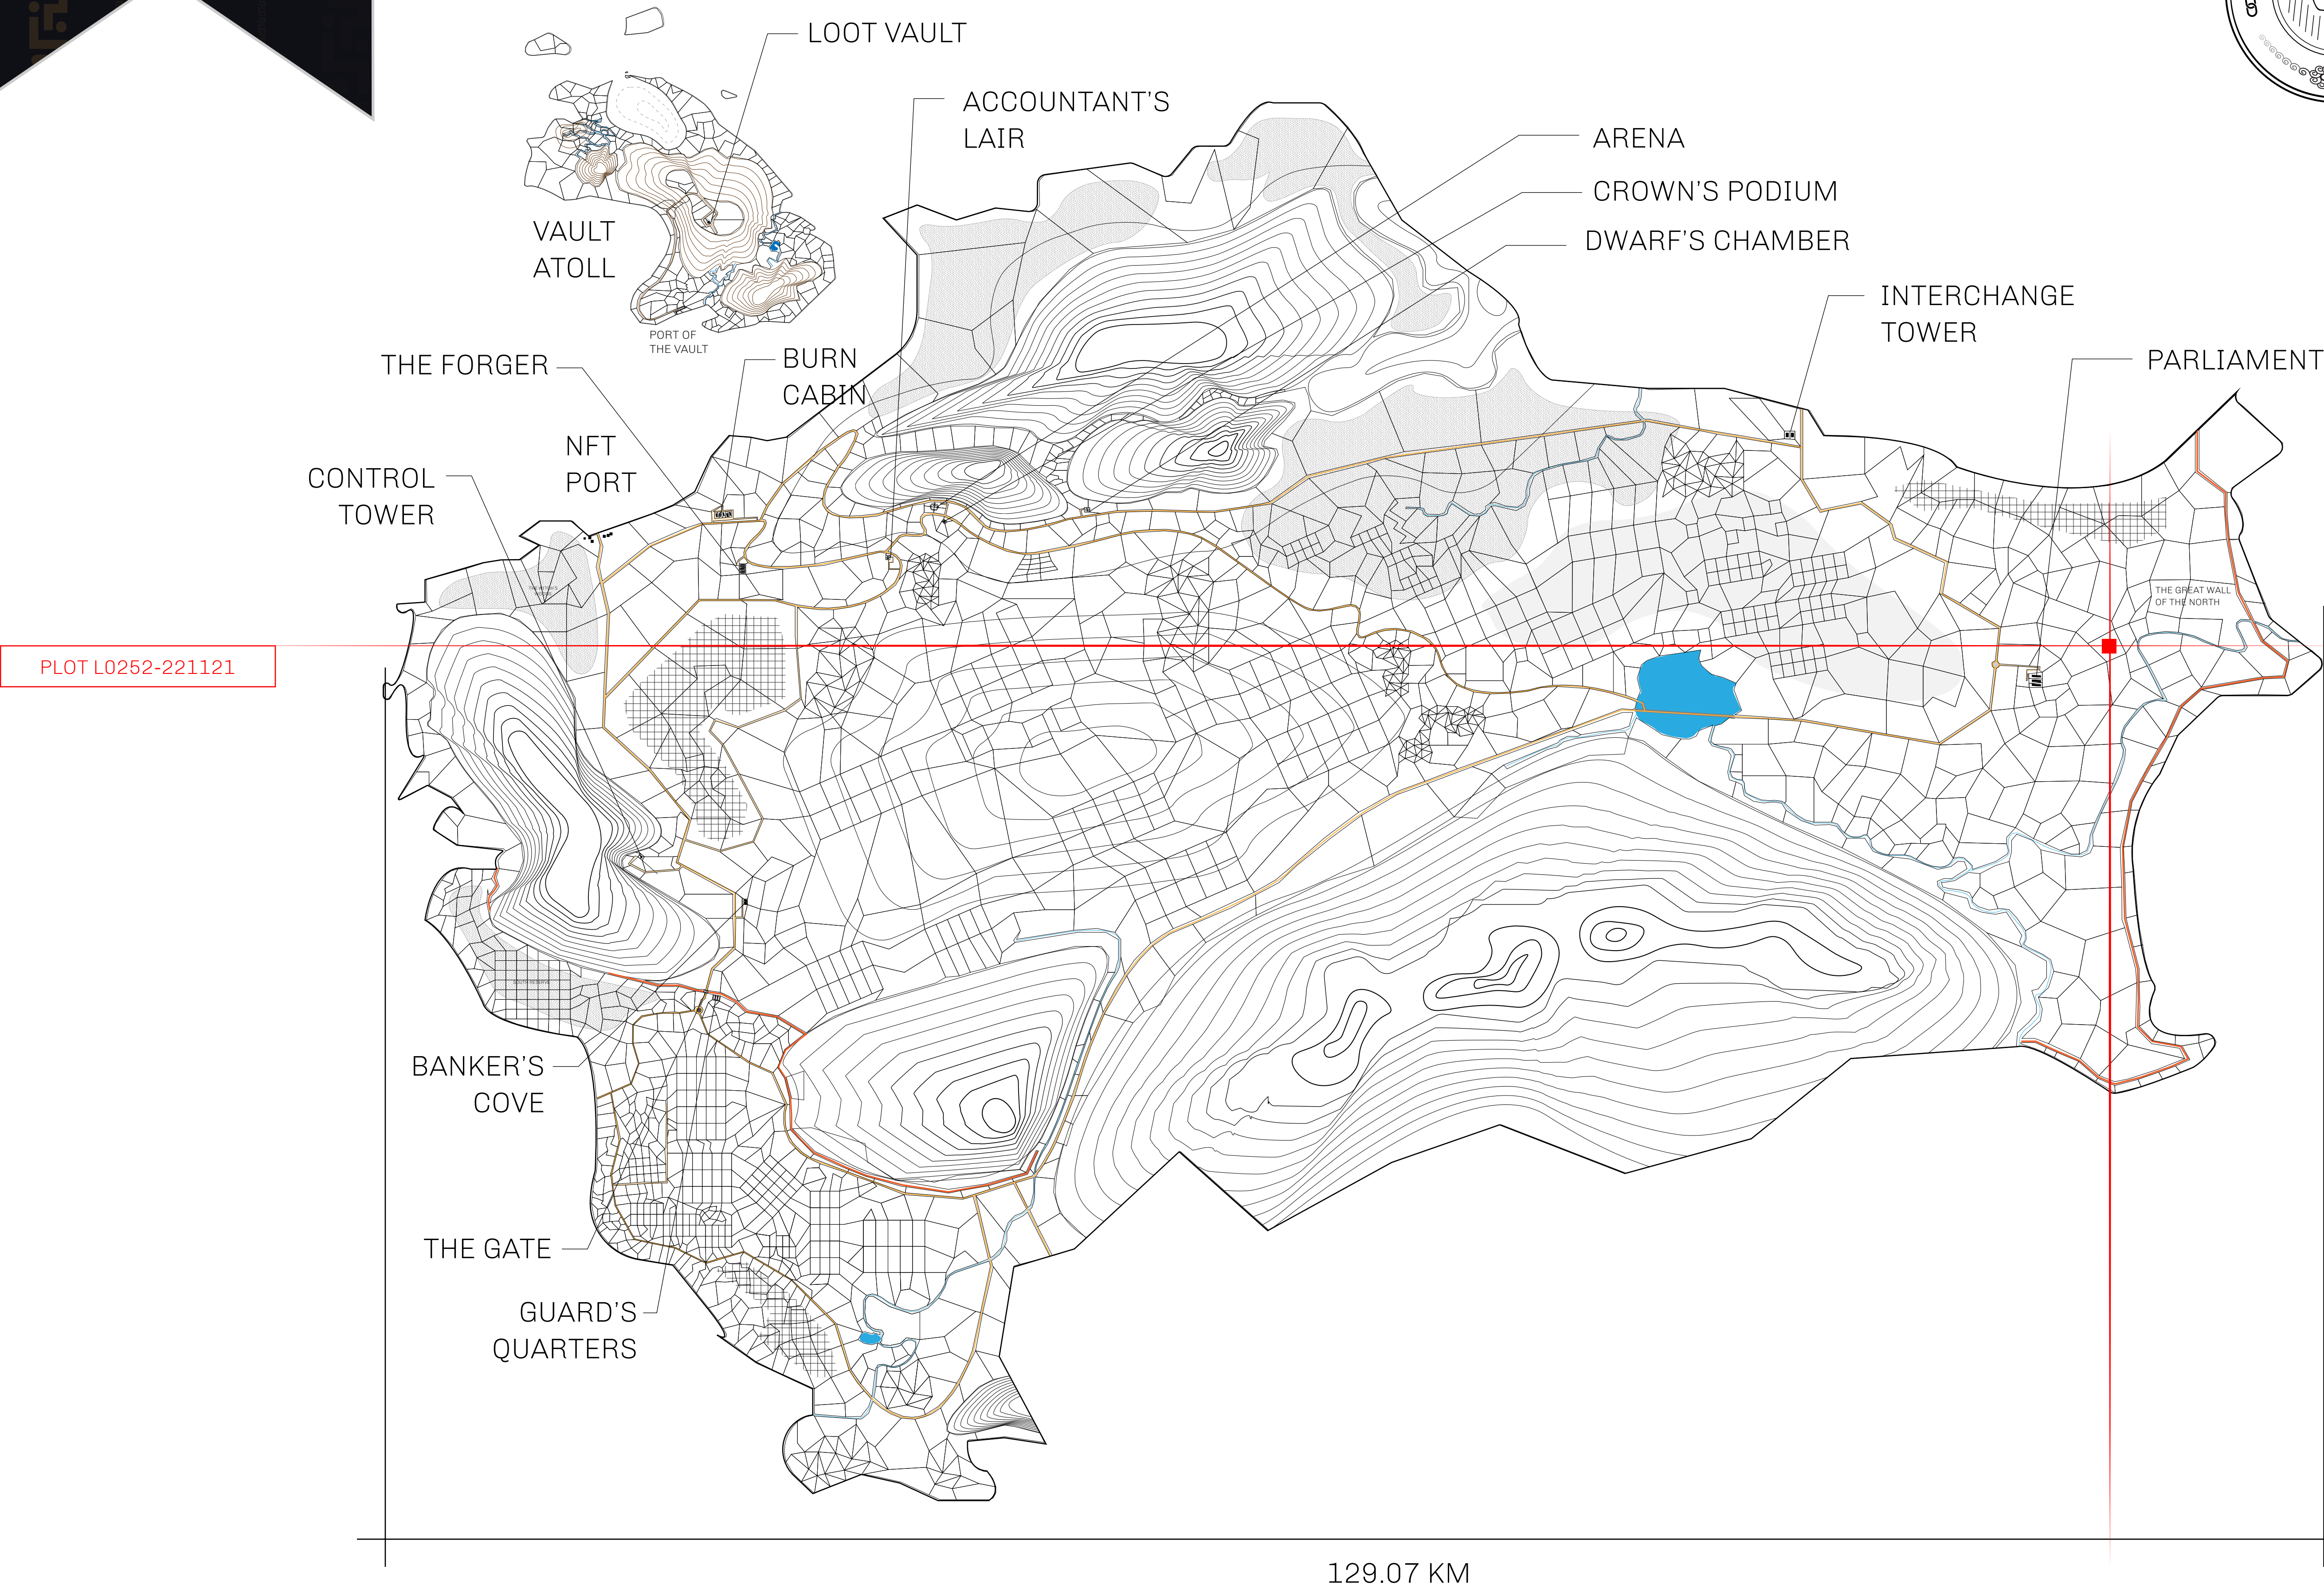 LOOT VAULT
ACCOUNTANT'S
LAIR
ARENA
CROWN'S PODIUM
DWARF'S CHAMBER
VAULT
ATOLL
INTERCHANGE
TOWER
PORT OF
THE VAULT
THE FORGER
BURN
CABIN
PARLIAMENT
NFT
PORT
CONTROL
TOWER
THE GREAT WALL
OF THE NORTH
PLOT L0252-221121
SOUTH RESERVE
BANKER'S
COVE
THE GATE
GUARD'S
QUARTERS
129.07 KM